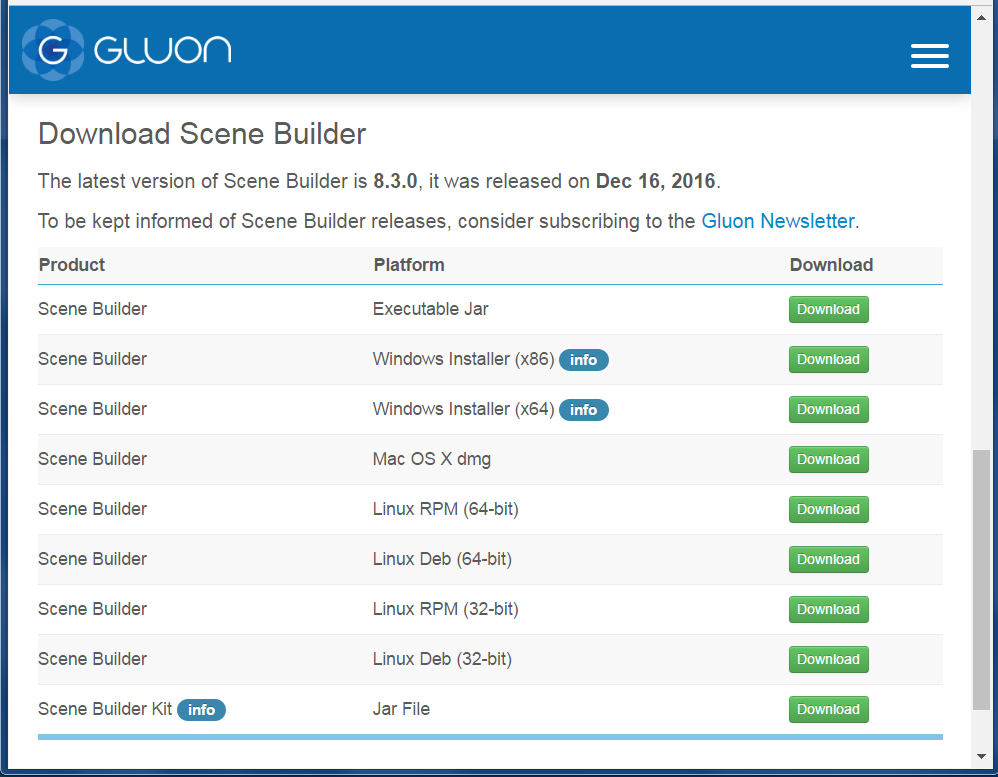 G GLUON
Download Scene Builder
The latest version of Scene Builder is 8.3.0, it was released on Dec 16, 2016.
To be kept informed of Scene Builder releases, consider subscribing to the Gluon Newsletter.
Product Platform Download
Scene Builder Executable Jar Download
Scene Builder Windows Installer (x86) info Download
Scene Builder Windows Installer (x64) info Download
Scene Builder Mac OS X dmg Download
Scene Builder Linux RPM (64-bit) Download
Scene Builder Linux Deb (64-bit) Download
Scene Builder Linux RPM (32-bit) Download
Scene Builder Linux Deb (32-bit) Download
Scene Builder Kit info Jar File Download